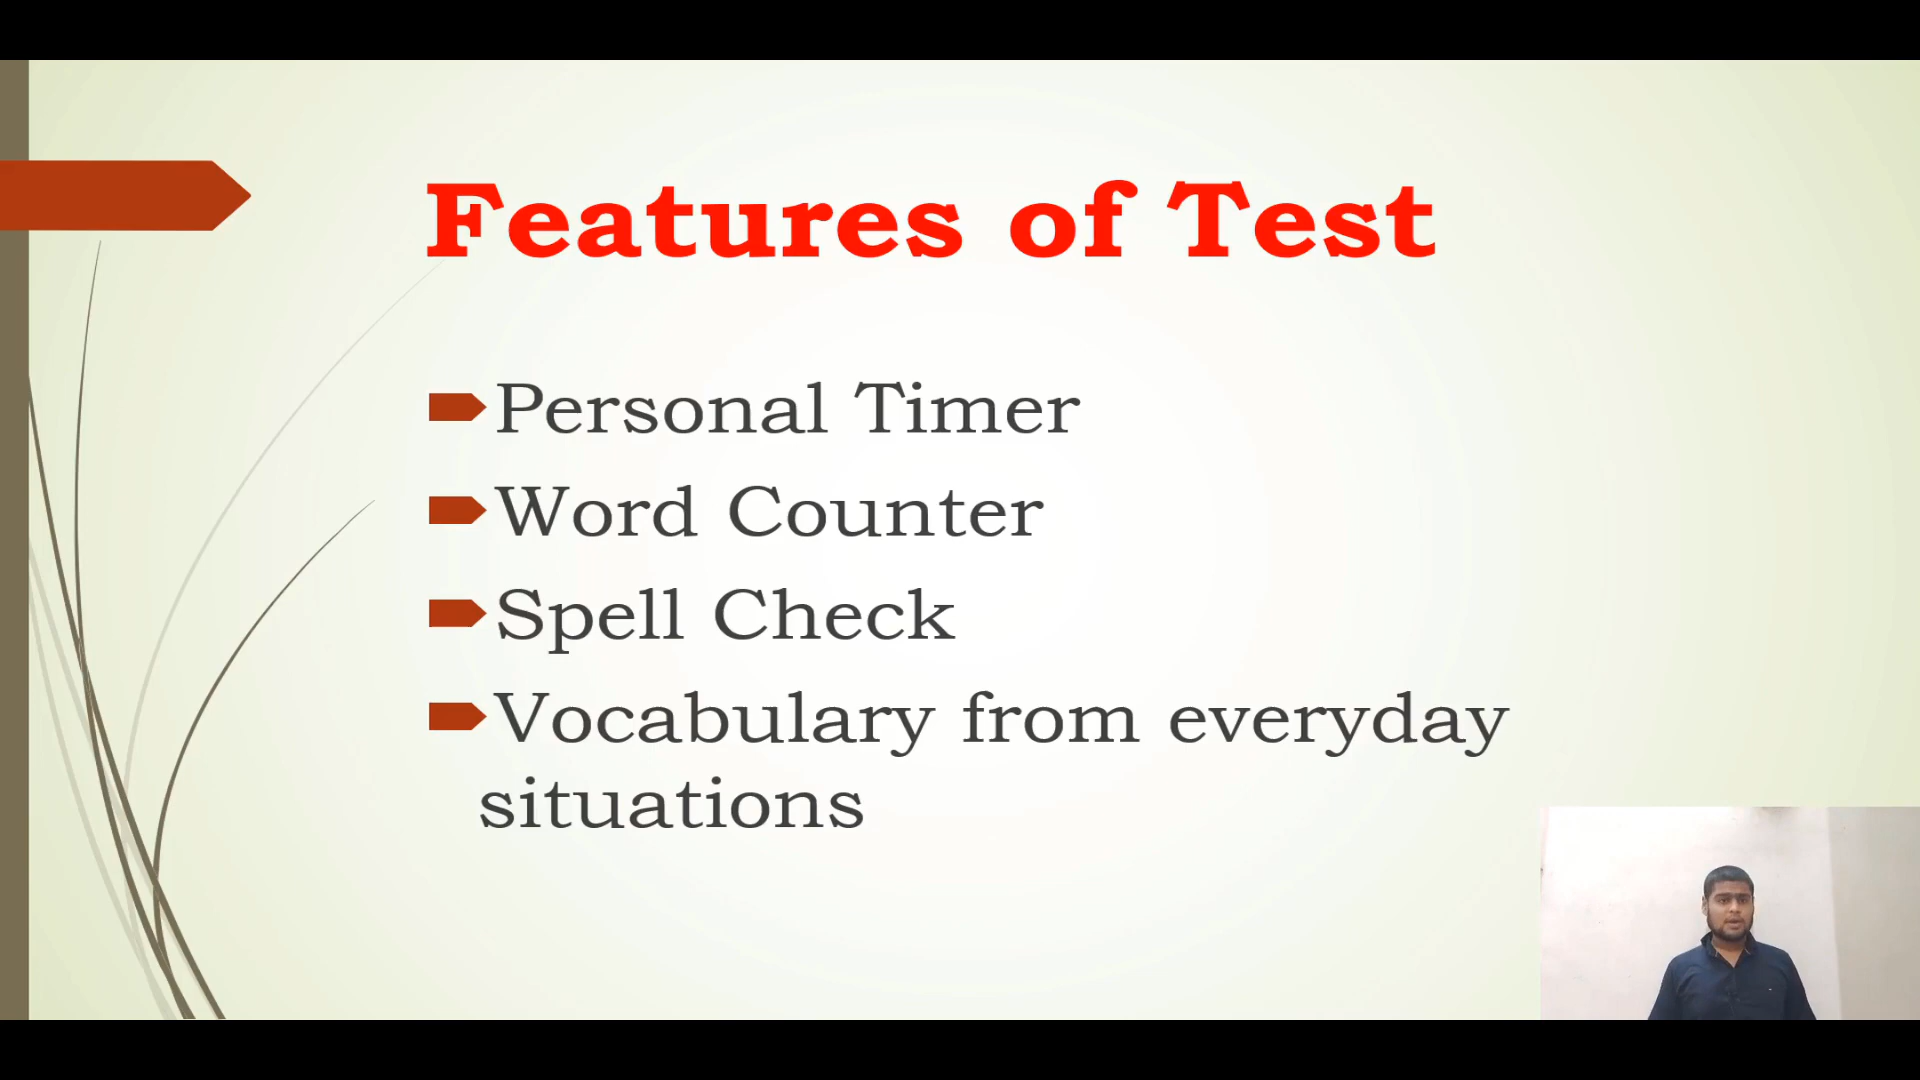 Features of Test
Personal Timer
Word Counter
Spell Check
Vocabulary from everyday
situations